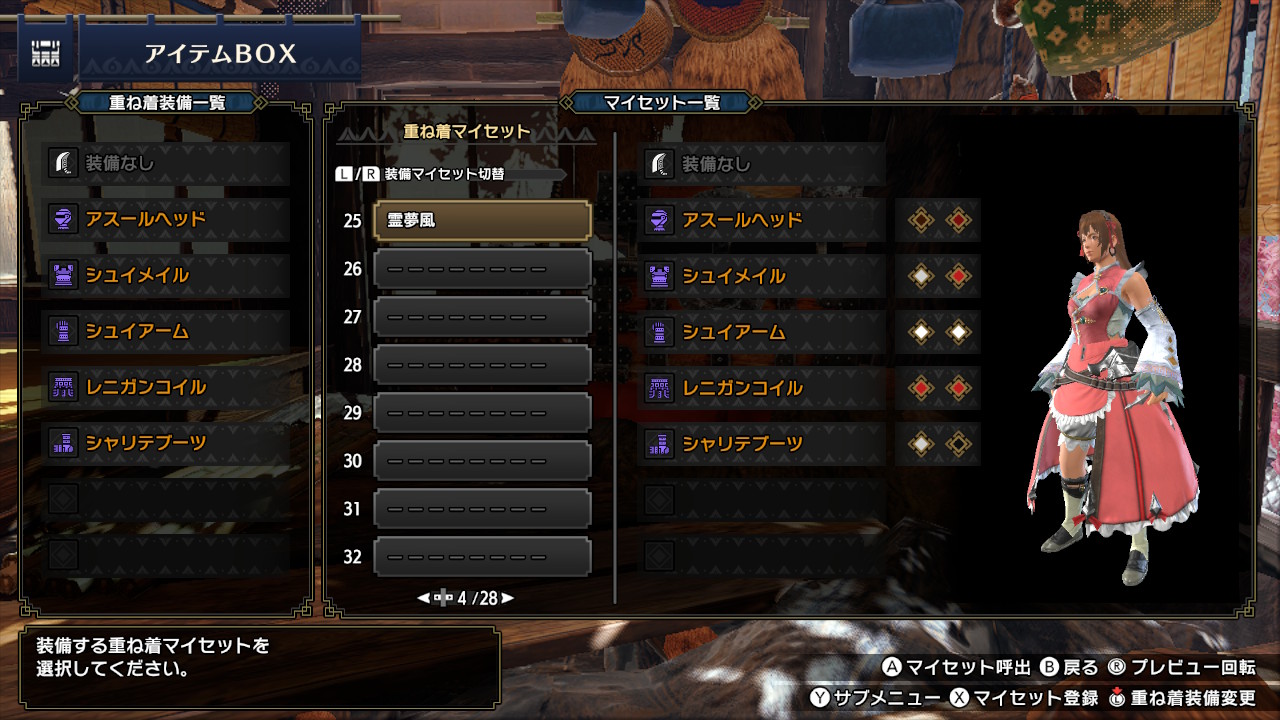 アイテムBOX
重ね着装備一覧
装備なし
アスールヘッド
シュイメイル
シュイアーム
レニガンコイル
シャリテブーツ
マイセット一覧
重ね着マイセット
L/R 装備マイセット切替
25 霊夢風
26 --------
27 --------
28 --------
29 --------
30 --------
31 --------
32 --------
4/28
装備なし
アスールヘッド
シュイメイル
シュイアーム
レニガンコイル
シャリテブーツ
装備する重ね着マイセットを
選択してください。
Aマイセット呼出 B戻る Rプレビュー回転
Yサブメニュー Xマイセット登録 L重ね着装備変更